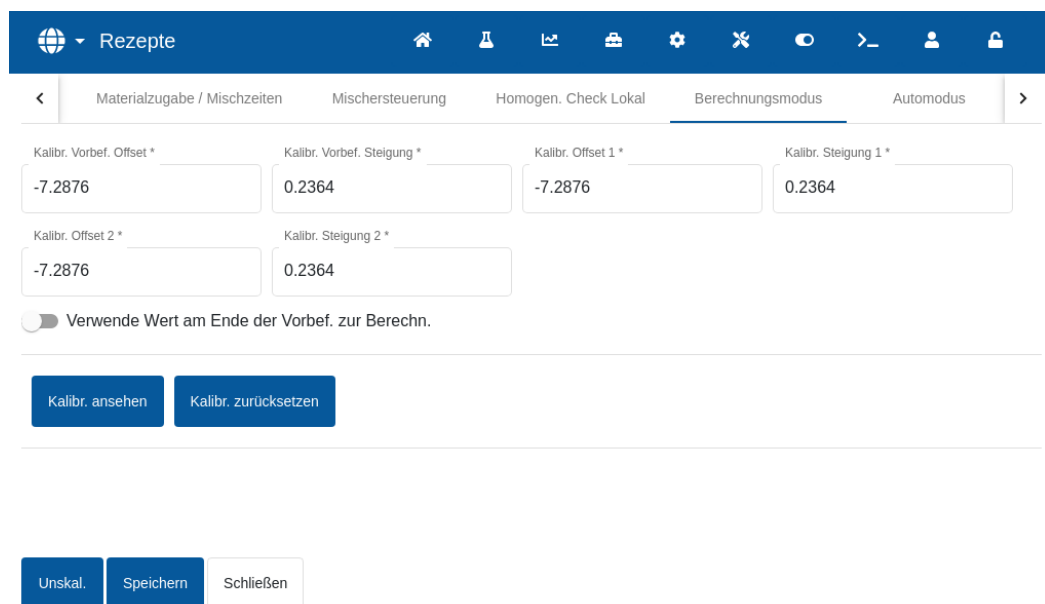 Rezepte
Materialzugabe / Mischzeiten Mischersteuerung Homogen. Check Lokal Berechnungsmodus Automodus
Kalibr. Vorbef. Offset * Kalibr. Vorbef. Steigung * Kalibr. Offset 1 * Kalibr. Steigung 1 *
-7.2876 0.2364 -7.2876 0.2364
Kalibr. Offset 2 * Kalibr. Steigung 2 *
-7.2876 0.2364
Verwende Wert am Ende der Vorbef. zur Berechn.
Kalibr. ansehen Kalibr. zurücksetzen
Unskal. Speichern Schließen